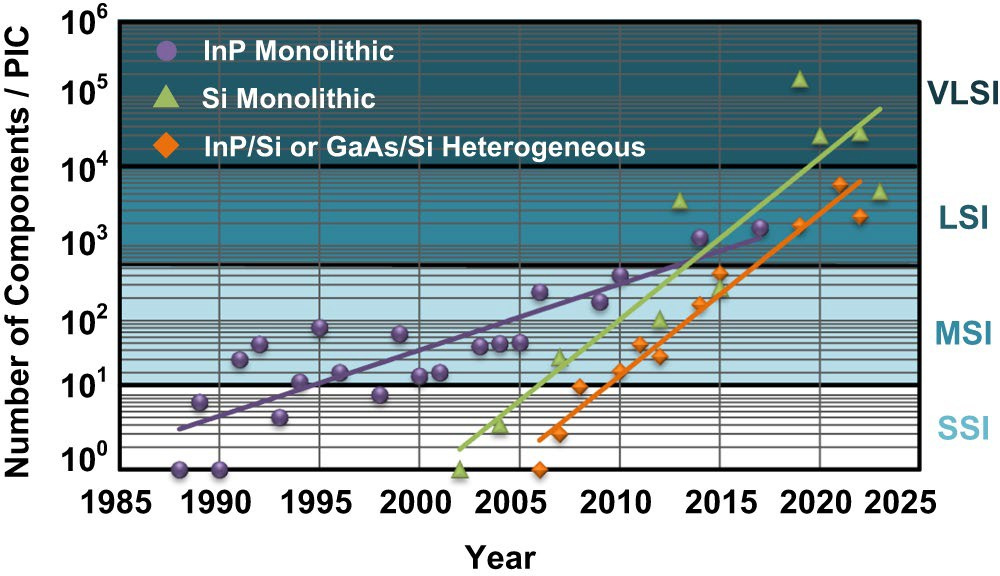 Number of Components / PIC
10^6
10^5
10^4
10^3
10^2
10^1
10^0
InP Monolithic
Si Monolithic
InP/Si or GaAs/Si Heterogeneous
VLSI
LSI
MSI
SSI
1985 1990 1995 2000 2005 2010 2015 2020 2025
Year